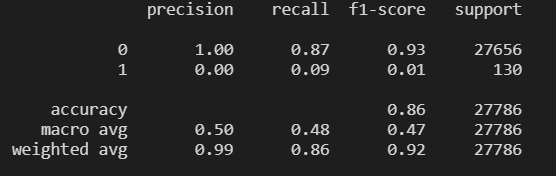 precision recall f1-score support
0 1.00 0.87 0.93 27656
1 0.00 0.09 0.01 130
accuracy 0.86 27786
macro avg 0.50 0.48 0.47 27786
weighted avg 0.99 0.86 0.92 27786